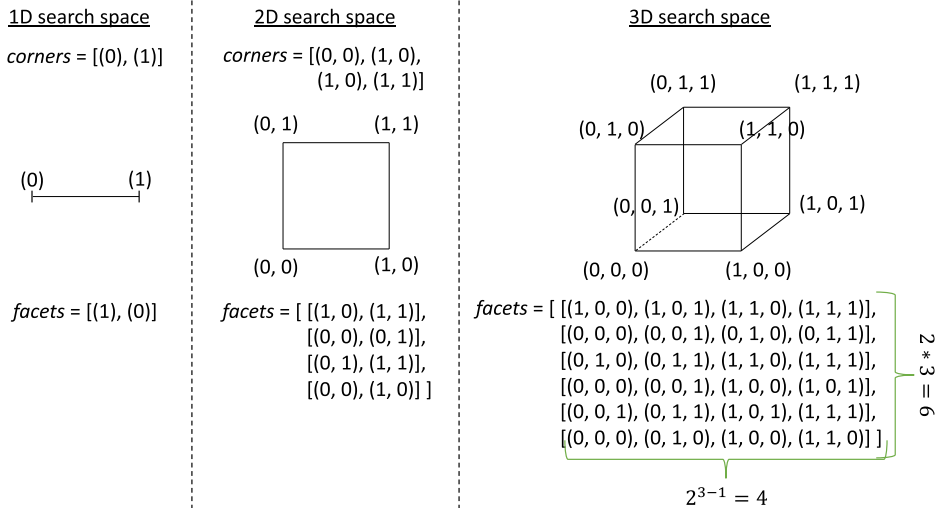 1D search space
corners = [(0), (1)]
(0) (1)
facets = [(1), (0)]
2D search space
corners = [(0, 0), (1, 0),
(1, 0), (1, 1)]
(0, 1) (1, 1)
(0, 0) (1, 0)
facets = [ [(1, 0), (1, 1)],
[(0, 0), (0, 1)],
[(0, 1), (1, 1)],
[(0, 0), (1, 0)] ]
3D search space
(0, 1, 1) (1, 1, 1)
(0, 1, 0) (1, 1, 0)
(0, 0, 1) (1, 0, 1)
(0, 0, 0) (1, 0, 0)
facets = [ [(1, 0, 0), (1, 0, 1), (1, 1, 0), (1, 1, 1)],
[(0, 0, 0), (0, 0, 1), (0, 1, 0), (0, 1, 1)],
[(0, 1, 0), (0, 1, 1), (1, 1, 0), (1, 1, 1)],
[(0, 0, 0), (0, 0, 1), (1, 0, 0), (1, 0, 1)],
[(0, 0, 1), (0, 1, 1), (1, 0, 1), (1, 1, 1)],
[(0, 0, 0), (0, 1, 0), (1, 0, 0), (1, 1, 0)] ]
2 * 3 = 6
2³⁻¹ = 4